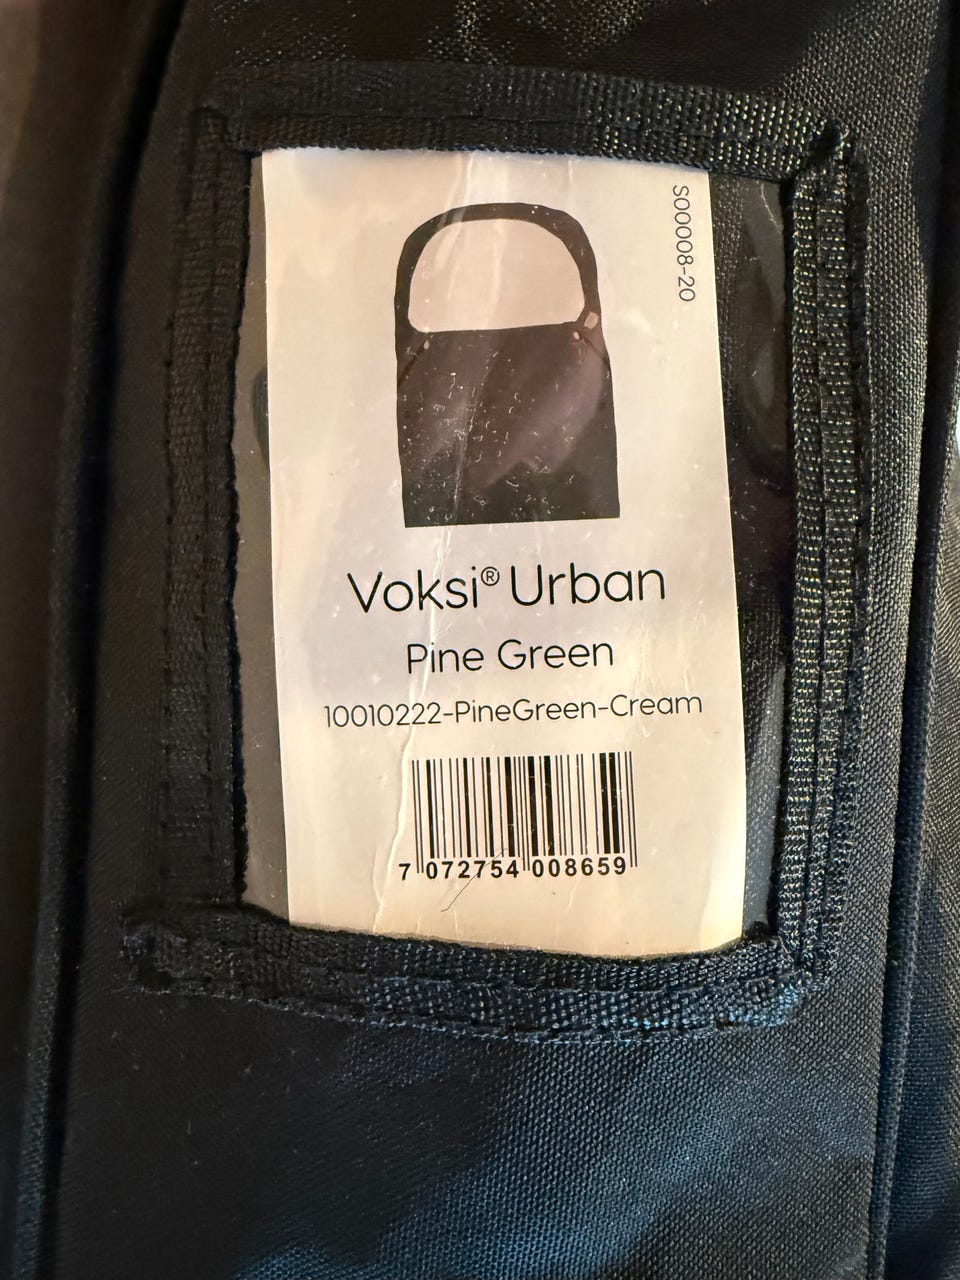 S00008-20
Voksi® Urban
Pine Green
10010222-PineGreen-Cream
7 072754 008659